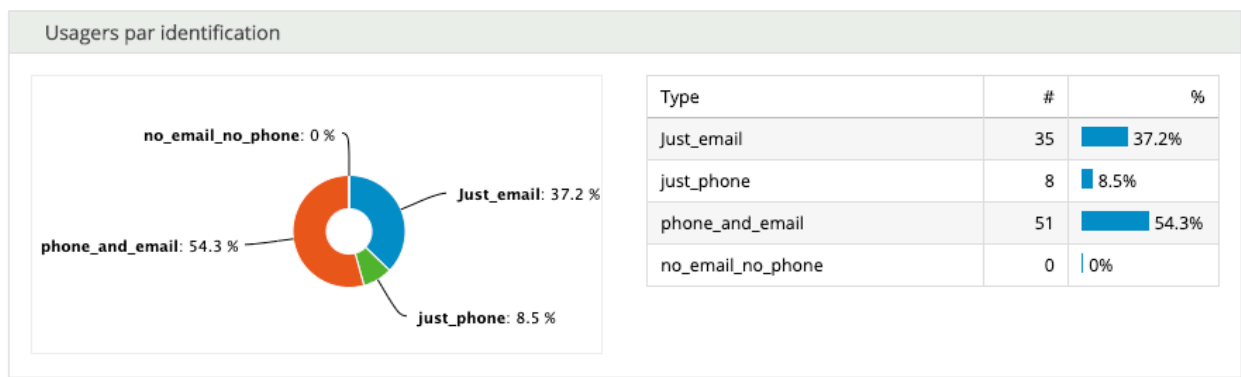 Usagers par identification
no_email_no_phone: 0 %
Just_email: 37.2 %
phone_and_email: 54.3 %
just_phone: 8.5 %
Type # %
Just_email 35 37.2%
just_phone 8 8.5%
phone_and_email 51 54.3%
no_email_no_phone 0 0%